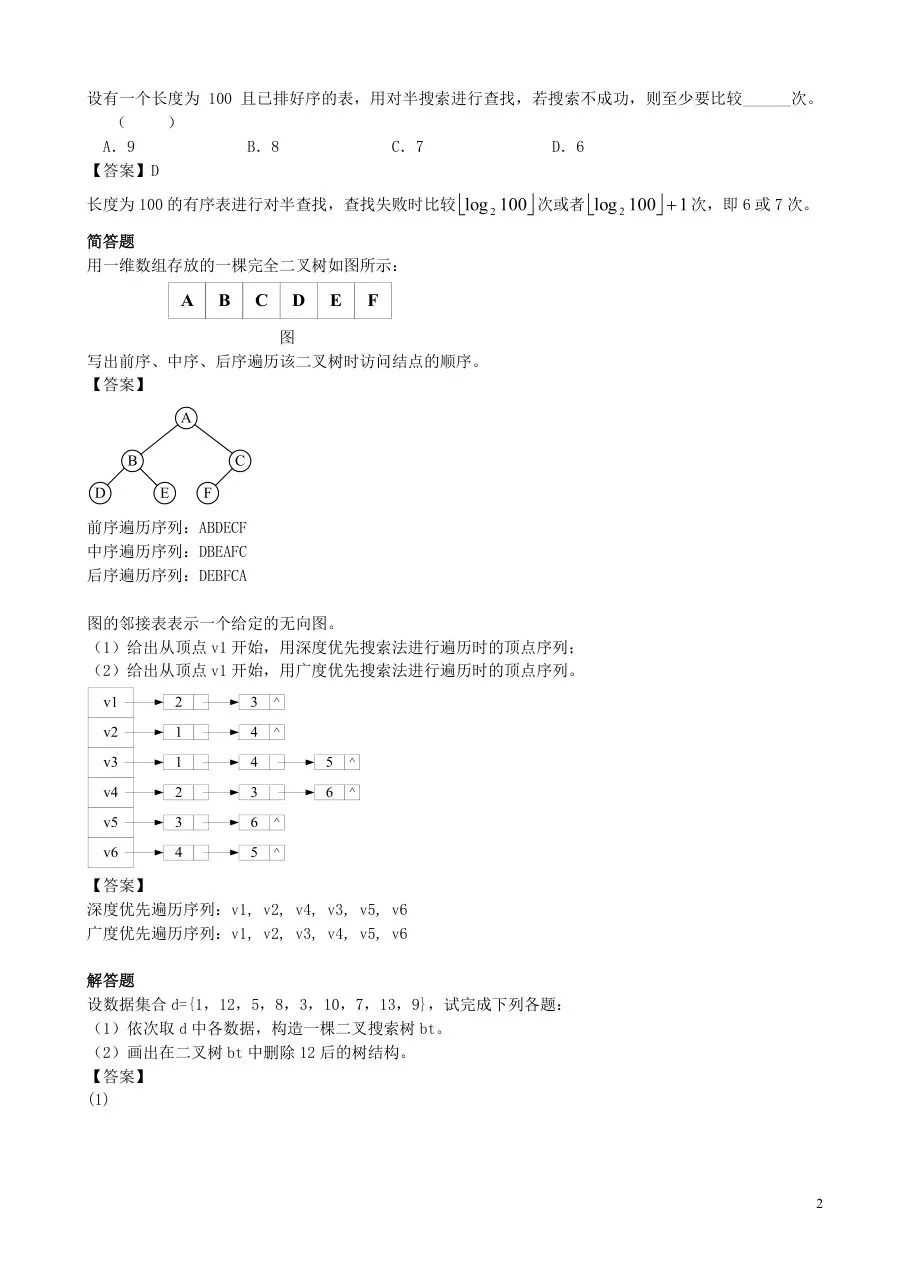 设有一个长度为 100 且已排好序的表，用对半搜索进行查找，若搜索不成功，则至少要比较______次。
（ ）
A．9 B．8 C．7 D．6
【答案】D
长度为 100 的有序表进行对半查找，查找失败时比较⌊log₂ 100⌋次或者⌊log₂ 100⌋+1次，即 6 或 7 次。
简答题
用一维数组存放的一棵完全二叉树如图所示：
A B C D E F
图
写出前序、中序、后序遍历该二叉树时访问结点的顺序。
【答案】
A
B C
D E F
前序遍历序列：ABDECF
中序遍历序列：DBEAFC
后序遍历序列：DEBFCA
图的邻接表表示一个给定的无向图。
（1）给出从顶点 v1 开始，用深度优先搜索法进行遍历时的顶点序列；
（2）给出从顶点 v1 开始，用广度优先搜索法进行遍历时的顶点序列。
v1 2 3 ^
v2 1 4 ^
v3 1 4 5 ^
v4 2 3 6 ^
v5 3 6 ^
v6 4 5 ^
【答案】
深度优先遍历序列：v1, v2, v4, v3, v5, v6
广度优先遍历序列：v1, v2, v3, v4, v5, v6
解答题
设数据集合 d={1，12，5，8，3，10，7，13，9}，试完成下列各题：
（1）依次取 d 中各数据，构造一棵二叉搜索树 bt。
（2）画出在二叉树 bt 中删除 12 后的树结构。
【答案】
(1)
2